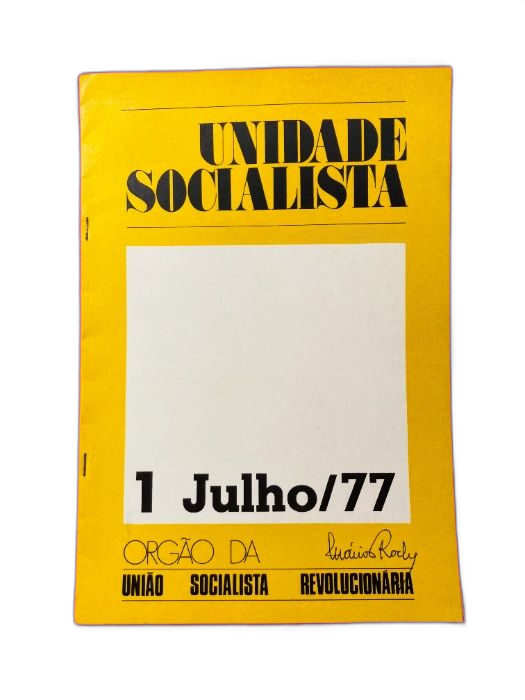 UNIDADE
SOCIALISTA
1 Julho/77
ORGÃO DA
UNIÃO SOCIALISTA REVOLUCIONÁRIA